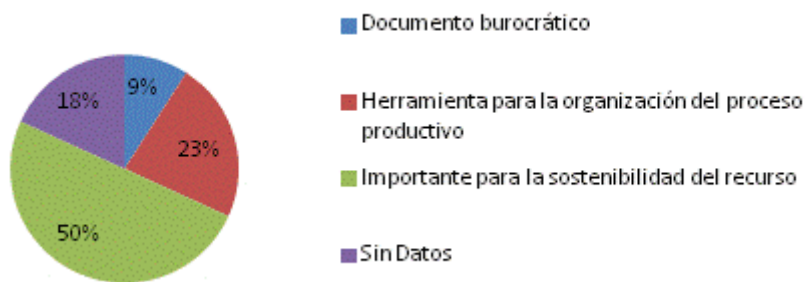 Documento burocrático
9%
18%
Herramienta para la organización del proceso
productivo
23%
Importante para la sostenibilidad del recurso
50%
Sin Datos